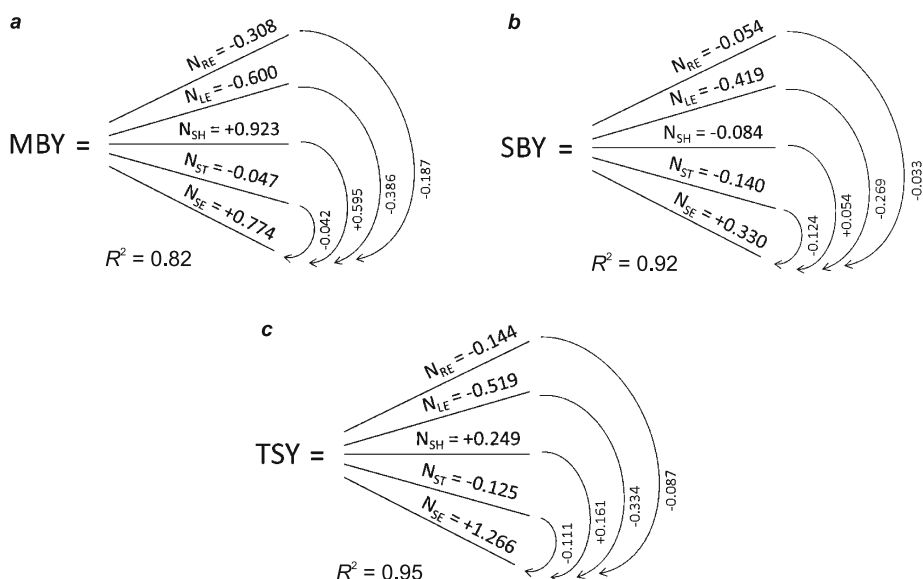 a
N_RE = -0.308
N_LE = -0.600
MBY =
N_SH = +0.923
N_ST = -0.047
N_SE = +0.774
-0.042
+0.595
-0.386
-0.187
R² = 0.82
b
N_RE = -0.054
N_LE = -0.419
SBY =
N_SH = -0.084
N_ST = -0.140
N_SE = +0.330
-0.124
+0.054
-0.269
-0.033
R² = 0.92
c
N_RE = -0.144
N_LE = -0.519
TSY =
N_SH = +0.249
N_ST = -0.125
N_SE = +1.266
-0.111
+0.161
-0.334
-0.087
R² = 0.95